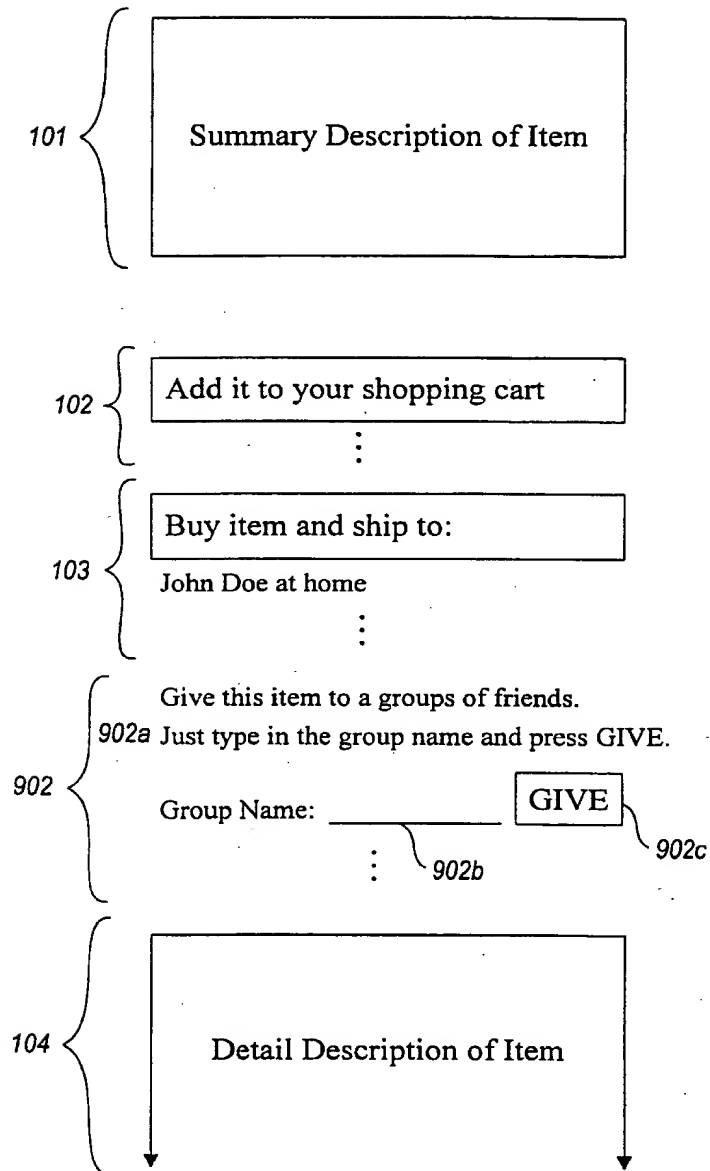 101
Summary Description of Item
102
Add it to your shopping cart
103
Buy item and ship to:
John Doe at home
902
Give this item to a groups of friends.
902a Just type in the group name and press GIVE.
Group Name: GIVE
902b
902c
104
Detail Description of Item